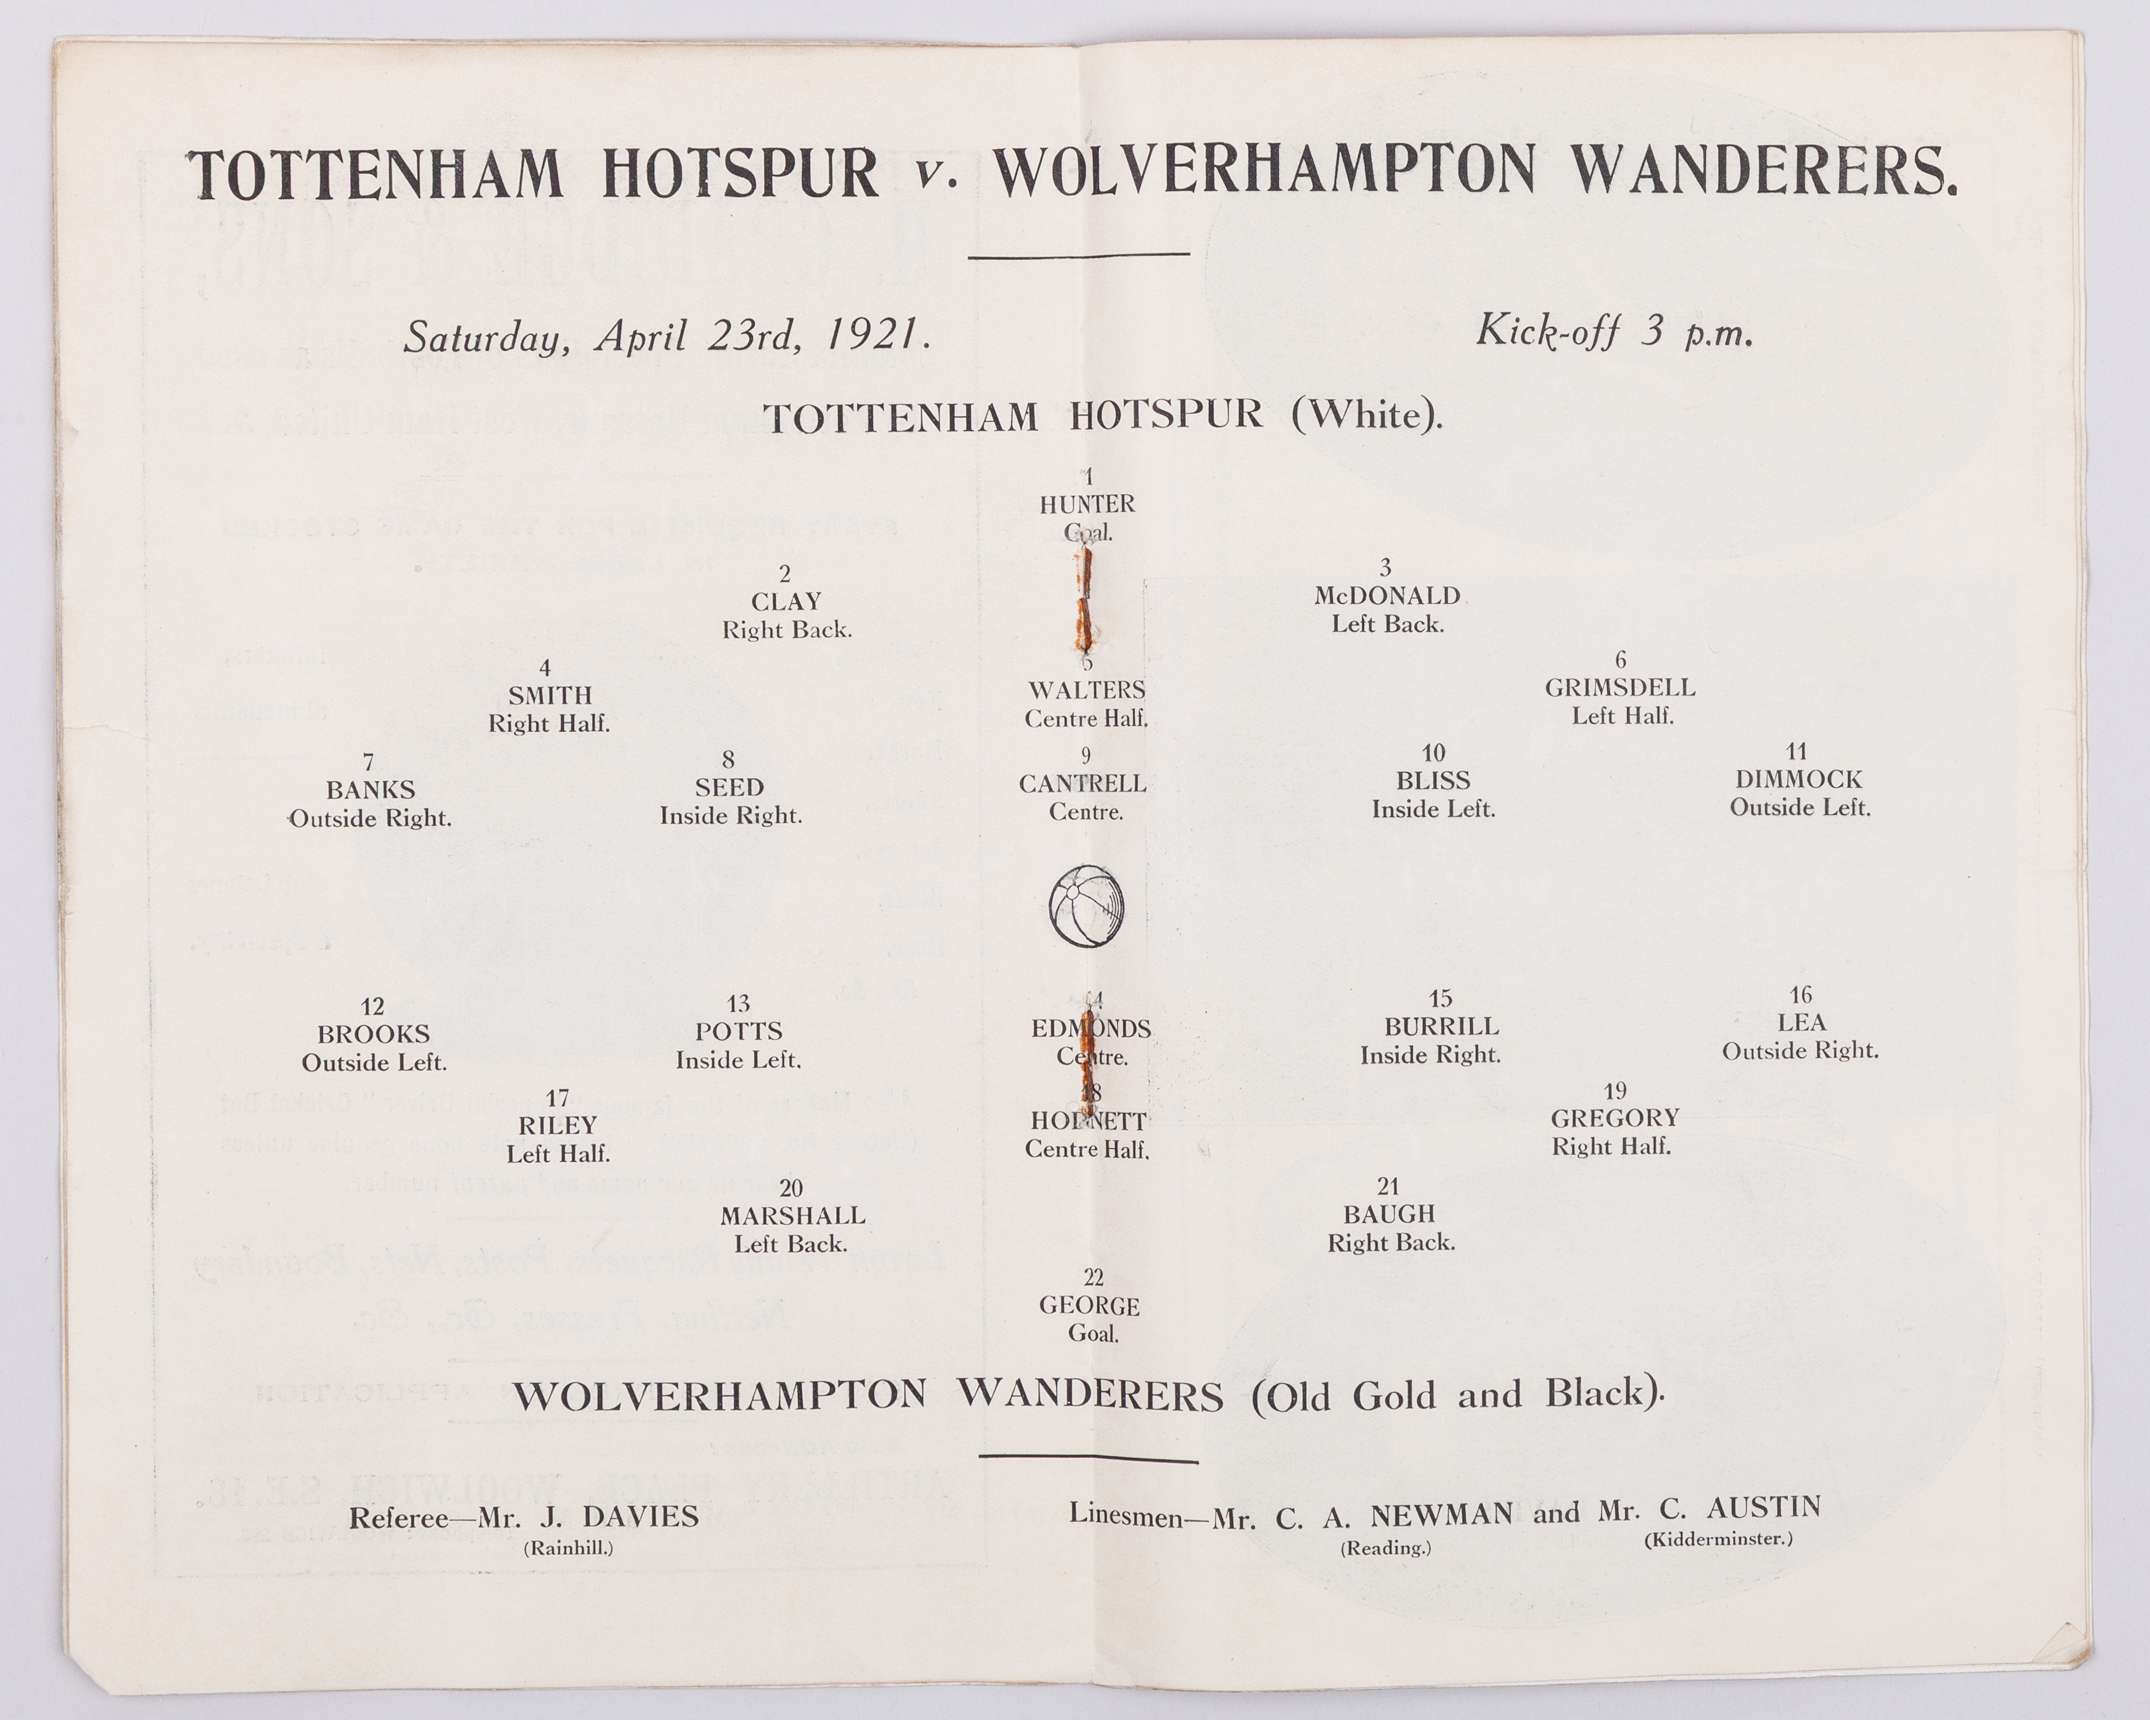 TOTTENHAM HOTSPUR v. WOLVERHAMPTON WANDERERS.
Saturday, April 23rd, 1921. Kick-off 3 p.m.
TOTTENHAM HOTSPUR (White).
1
HUNTER
Goal.
2
CLAY
Right Back.
3
McDONALD
Left Back.
4
SMITH
Right Half.
5
WALTERS
Centre Half.
6
GRIMSDELL
Left Half.
7
BANKS
Outside Right.
8
SEED
Inside Right.
9
CANTRELL
Centre.
10
BLISS
Inside Left.
11
DIMMOCK
Outside Left.
12
BROOKS
Outside Left.
13
POTTS
Inside Left.
14
EDMONDS
Centre.
15
BURRILL
Inside Right.
16
LEA
Outside Right.
17
RILEY
Left Half.
18
HODNETT
Centre Half.
19
GREGORY
Right Half.
20
MARSHALL
Left Back.
21
BAUGH
Right Back.
22
GEORGE
Goal.
WOLVERHAMPTON WANDERERS (Old Gold and Black).
Referee—Mr. J. DAVIES
(Rainhill.)
Linesmen—Mr. C. A. NEWMAN and Mr. C. AUSTIN
(Reading.) (Kidderminster.)